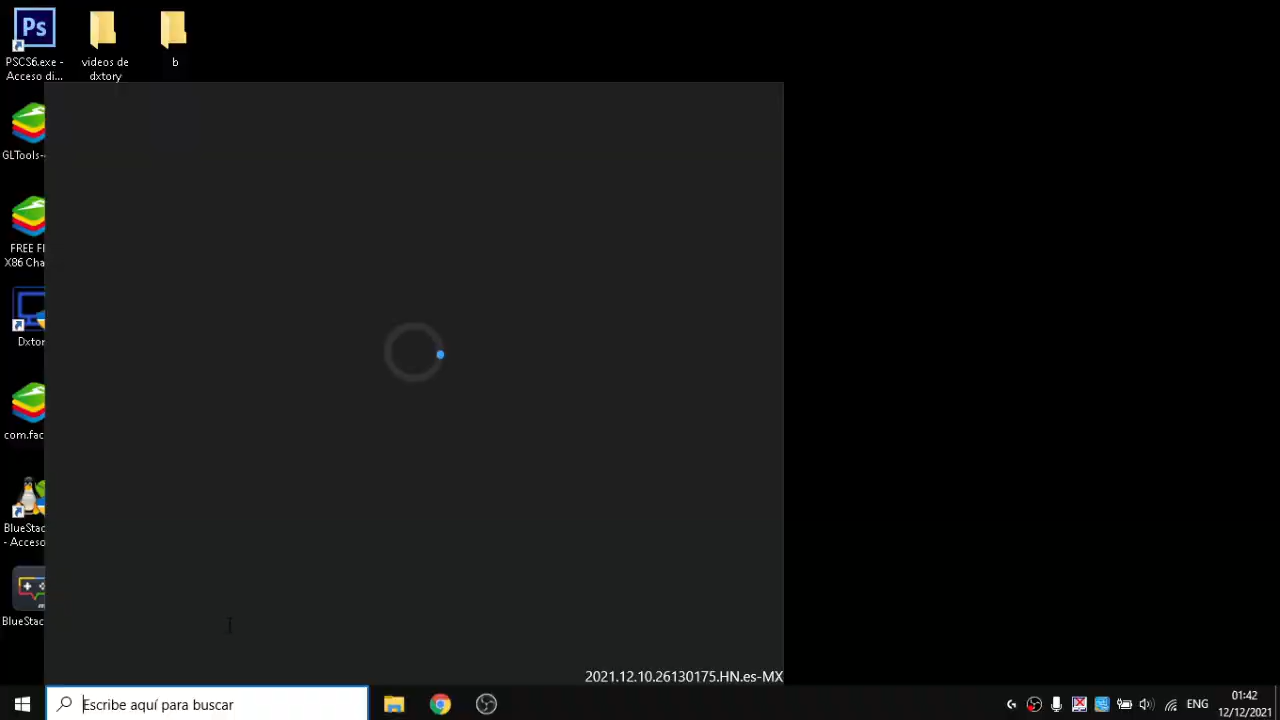 Ps
PSCS6.exe -
Acceso di...
videos de
dxtory
b
GLTools-
FREE FI
X86 Cha
Dxtor
com.fac
BlueStac
- Acceso
BlueStac
2021.12.10.26130175.HN.es-MX
Escribe aquí para buscar
ENG
01:42
12/12/2021